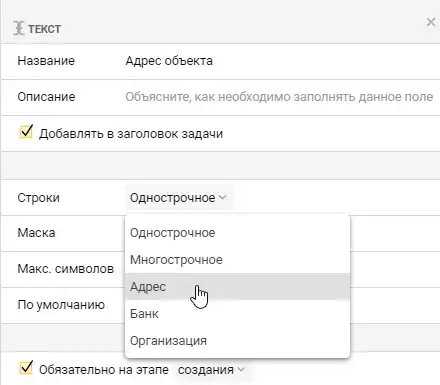 ТЕКСТ
Название Адрес объекта
Описание Объясните, как необходимо заполнять данное поле
Добавлять в заголовок задачи
Строки Однострочное
Маска Однострочное
Многострочное
Макс. символов
Адрес
По умолчанию
Банк
Организация
Обязательно на этапе создания